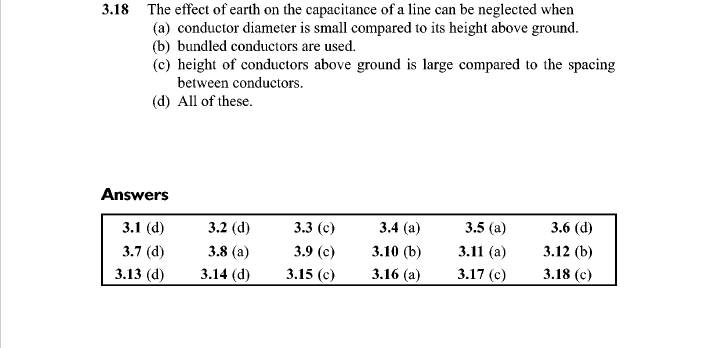 3.18 The effect of earth on the capacitance of a line can be neglected when
(a) conductor diameter is small compared to its height above ground.
(b) bundled conductors are used.
(c) height of conductors above ground is large compared to the spacing
between conductors.
(d) All of these.
Answers
3.1 (d) 3.2 (d) 3.3 (c) 3.4 (a) 3.5 (a) 3.6 (d)
3.7 (d) 3.8 (a) 3.9 (c) 3.10 (b) 3.11 (a) 3.12 (b)
3.13 (d) 3.14 (d) 3.15 (c) 3.16 (a) 3.17 (c) 3.18 (c)